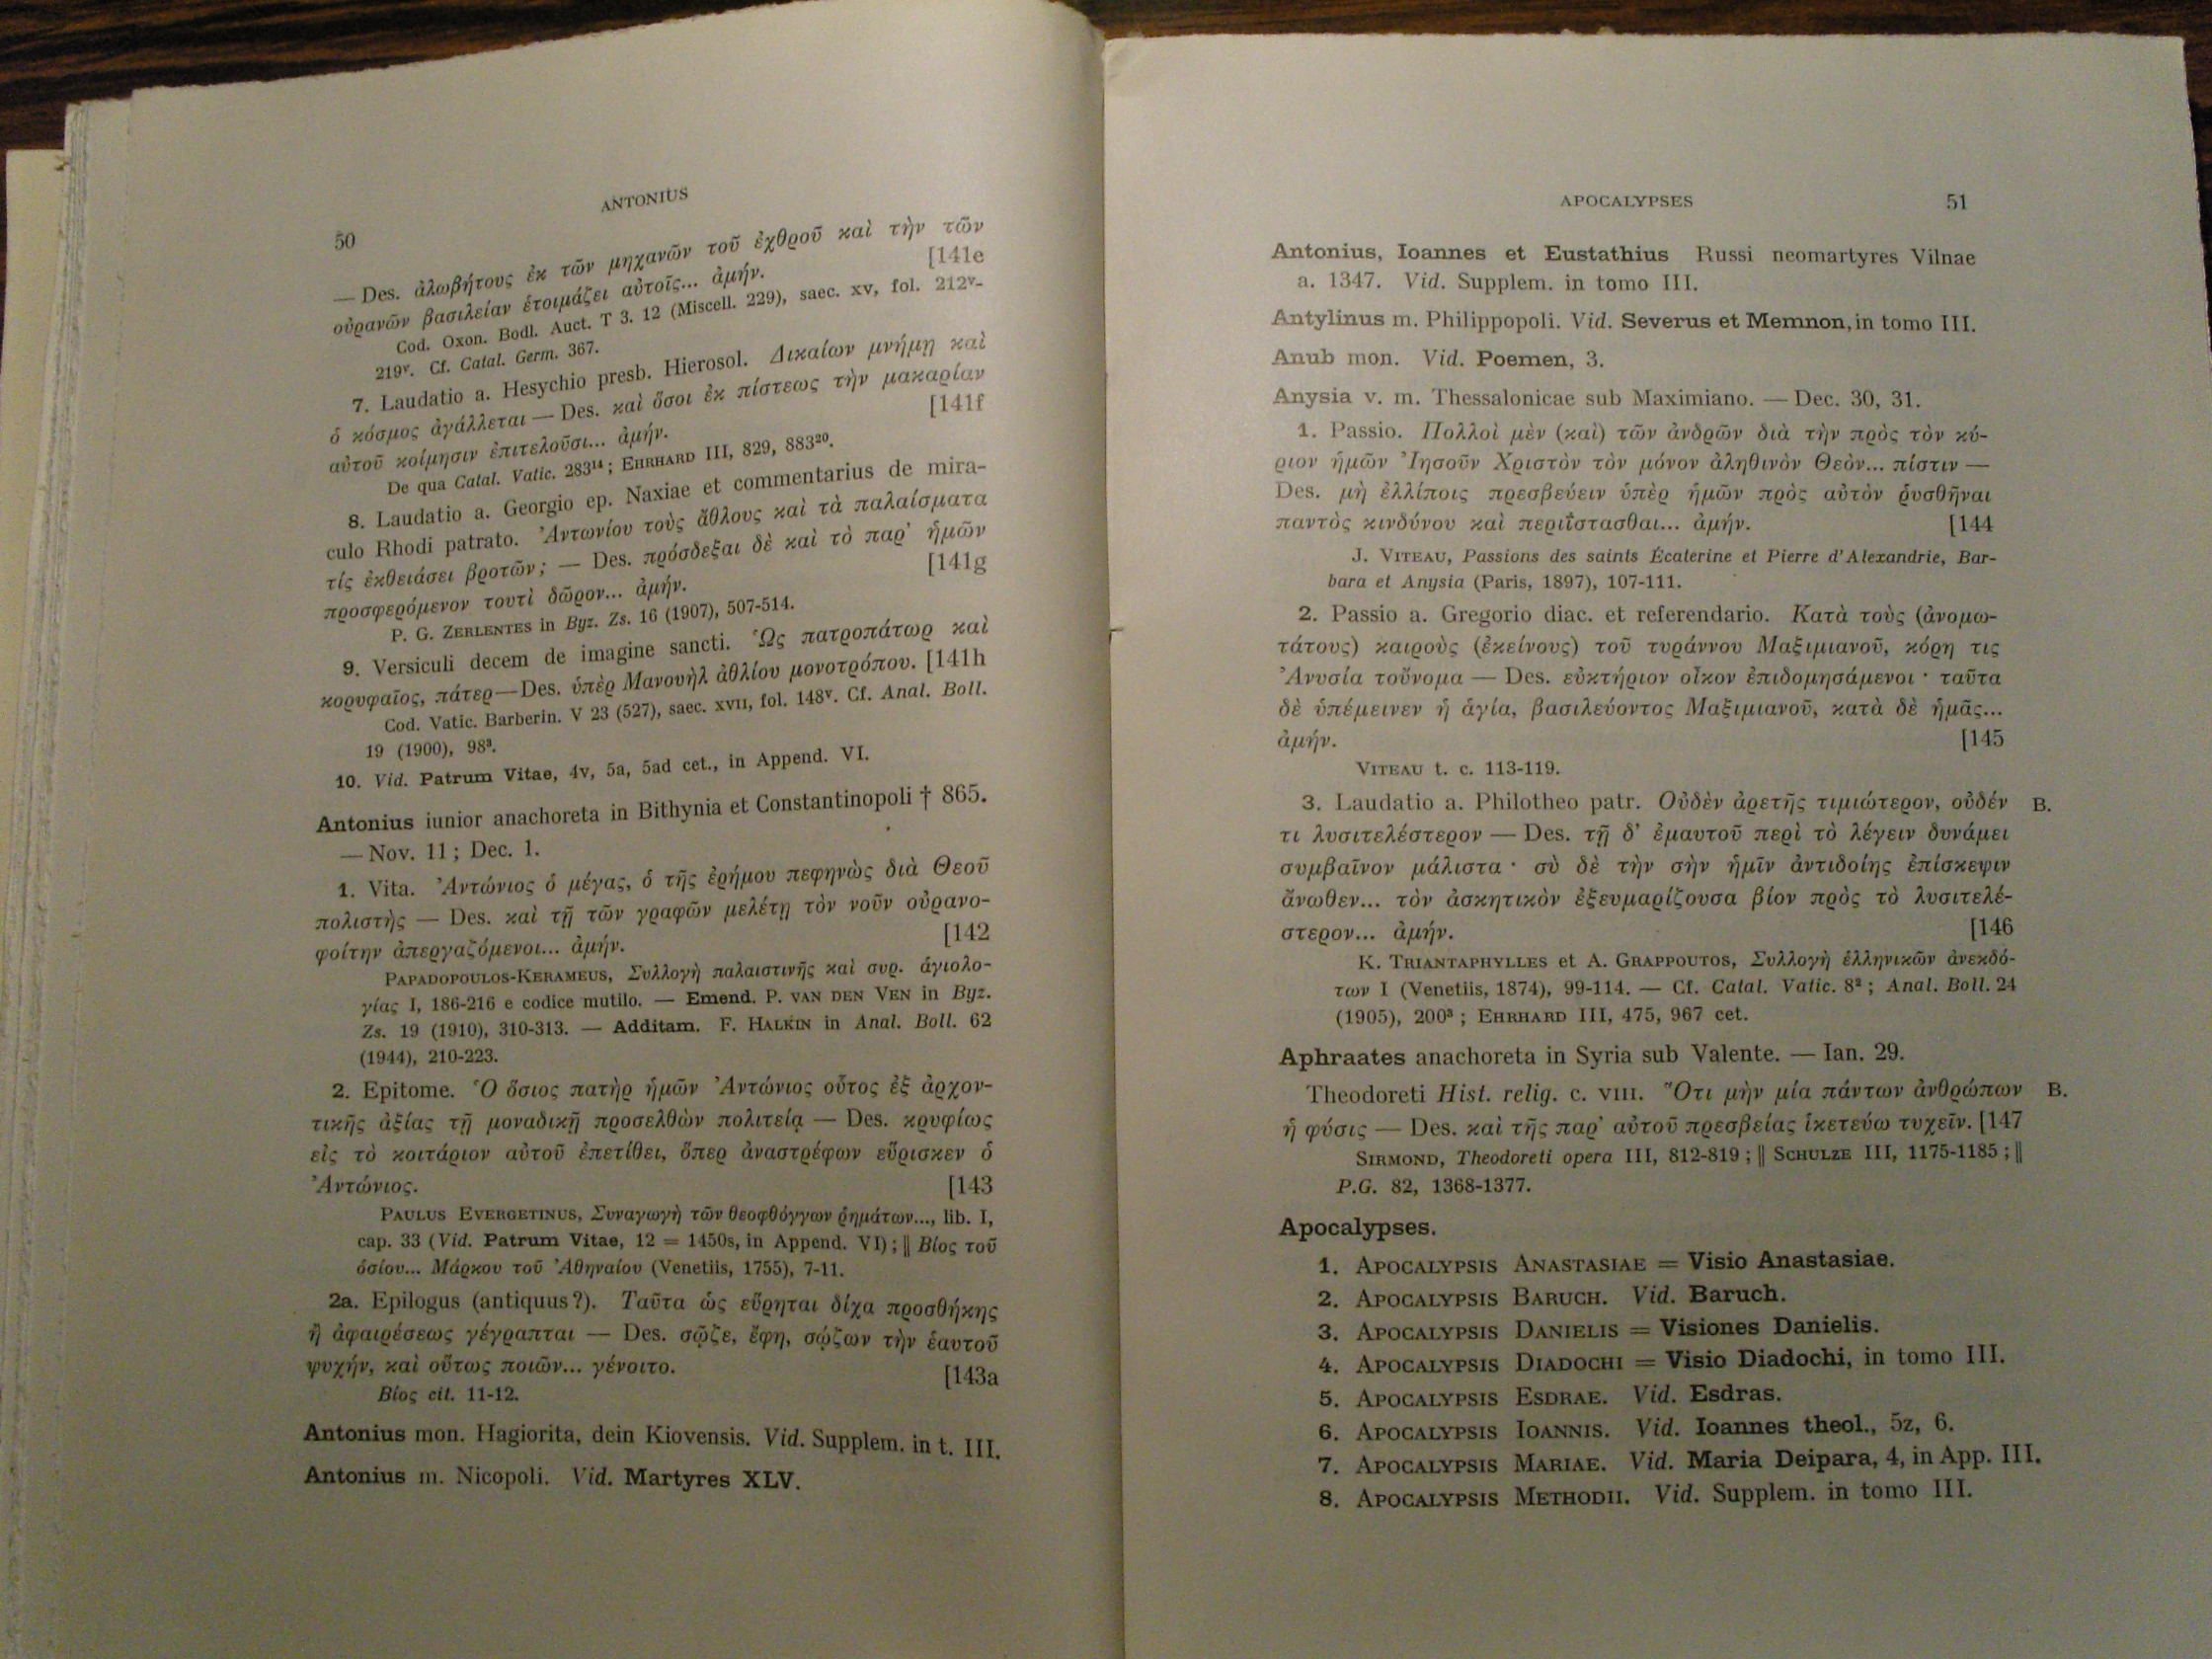 50
ANTONIUS
— Des. ἀλωβήτους ἐκ τῶν μηχανῶν τοῦ ἐχθροῦ καὶ τὴν τῶν
οὐρανῶν βασιλείαν ἑτοιμάζει αὐτοῖς... ἀμήν. [141e
Cod. Oxon. Bodl. Auct. T 3. 12 (Miscell. 229), saec. xv, fol. 212v-
219v. Cf. Catal. Germ. 367.
7. Laudatio a. Hesychio presb. Hierosol. Δικαίων μνήμῃ καὶ
ὁ κόσμος ἀγάλλεται — Des. καὶ ὅσοι ἐκ πίστεως τὴν μακαρίαν
αὐτοῦ κοίμησιν ἐπιτελοῦσι... ἀμήν. [141f
De qua Catal. Vatic. 283¹⁴; EHRHARD III, 829, 883²⁰.
8. Laudatio a. Georgio ep. Naxiae et commentarius de mira-
culo Rhodi patrato. Ἀντωνίου τοὺς ἄθλους καὶ τὰ παλαίσματα
τίς ἐκθειάσει βροτῶν; — Des. πρόσδεξαι δὲ καὶ τὸ παρ᾽ ἡμῶν
προσφερόμενον τουτὶ δῶρον... ἀμήν. [141g
P. G. ZERLENTES in Byz. Zs. 16 (1907), 507-514.
9. Versiculi decem de imagine sancti. Ὡς πατροπάτωρ καὶ
κορυφαῖος, πάτερ—Des. ὑπὲρ Μανουὴλ ἀθλίου μονοτρόπου. [141h
Cod. Vatic. Barberin. V 23 (527), saec. xvii, fol. 148v. Cf. Anal. Boll.
19 (1900), 98³.
10. Vid. Patrum Vitae, 4v, 5a, 5ad cet., in Append. VI.
Antonius iunior anachoreta in Bithynia et Constantinopoli † 865.
— Nov. 11; Dec. 1.
1. Vita. Ἀντώνιος ὁ μέγας, ὁ τῆς ἐρήμου πεφηνὼς διὰ Θεοῦ
πολιστὴς — Des. καὶ τῇ τῶν γραφῶν μελέτῃ τὸν νοῦν οὐρανο-
φοίτην ἀπεργαζόμενοι... ἀμήν. [142
PAPADOPOULOS-KERAMEUS, Συλλογὴ παλαιστινῆς καὶ συρ. ἁγιολο-
γίας I, 186-216 e codice mutilo. — Emend. P. VAN DEN VEN in Byz.
Zs. 19 (1910), 310-313. — Additam. F. HALKIN in Anal. Boll. 62
(1944), 210-223.
2. Epitome. Ὁ ὅσιος πατὴρ ἡμῶν Ἀντώνιος οὗτος ἐξ ἀρχον-
τικῆς ἀξίας τῇ μοναδικῇ προσελθὼν πολιτείᾳ — Des. κρυφίως
εἰς τὸ κοιτάριον αὐτοῦ ἐπετίθει, ὅπερ ἀναστρέφων εὕρισκεν ὁ
Ἀντώνιος. [143
PAULUS EVERGETINUS, Συναγωγὴ τῶν θεοφθόγγων ῥημάτων..., lib. I,
cap. 33 (Vid. Patrum Vitae, 12 = 1450s, in Append. VI); || Βίος τοῦ
ὁσίου... Μάρκου τοῦ Ἀθηναίου (Venetiis, 1755), 7-11.
2a. Epilogus (antiquus?). Ταῦτα ὡς εὕρηται δίχα προσθήκης
ἢ ἀφαιρέσεως γέγραπται — Des. σῷζε, ἔφη, σῴζων τὴν ἑαυτοῦ
ψυχήν, καὶ οὕτως ποιῶν... γένοιτο. [143a
Βίος cit. 11-12.
Antonius mon. Hagiorita, dein Kiovensis. Vid. Supplem. in t. III.
Antonius m. Nicopoli. Vid. Martyres XLV.
APOCALYPSES 51
Antonius, Ioannes et Eustathius Russi neomartyres Vilnae
a. 1347. Vid. Supplem. in tomo III.
Antylinus m. Philippopoli. Vid. Severus et Memnon, in tomo III.
Anub mon. Vid. Poemen, 3.
Anysia v. m. Thessalonicae sub Maximiano. — Dec. 30, 31.
1. Passio. Πολλοὶ μὲν (καὶ) τῶν ἀνδρῶν διὰ τὴν πρὸς τὸν κύ-
ριον ἡμῶν Ἰησοῦν Χριστὸν τὸν μόνον ἀληθινὸν Θεὸν... πίστιν —
Des. μὴ ἐλλίποις πρεσβεύειν ὑπὲρ ἡμῶν πρὸς αὐτὸν ῥυσθῆναι
παντὸς κινδύνου καὶ περιΐστασθαι... ἀμήν. [144
J. VITEAU, Passions des saints Écaterine et Pierre d'Alexandrie, Bar-
bara et Anysia (Paris, 1897), 107-111.
2. Passio a. Gregorio diac. et referendario. Κατὰ τοὺς (ἀνομω-
τάτους) καιροὺς (ἐκείνους) τοῦ τυράννου Μαξιμιανοῦ, κόρη τις
Ἀνυσία τοὔνομα — Des. εὐκτήριον οἶκον ἐπιδομησάμενοι · ταῦτα
δὲ ὑπέμεινεν ἡ ἁγία, βασιλεύοντος Μαξιμιανοῦ, κατὰ δὲ ἡμᾶς...
ἀμήν. [145
VITEAU t. c. 113-119.
3. Laudatio a. Philotheo patr. Οὐδὲν ἀρετῆς τιμιώτερον, οὐδέν B.
τι λυσιτελέστερον — Des. τῇ δ᾽ ἐμαυτοῦ περὶ τὸ λέγειν δυνάμει
συμβαῖνον μάλιστα · σὺ δὲ τὴν σὴν ἡμῖν ἀντιδοίης ἐπίσκεψιν
ἄνωθεν... τὸν ἀσκητικὸν ἐξευμαρίζουσα βίον πρὸς τὸ λυσιτελέ-
στερον... ἀμήν. [146
K. TRIANTAPHYLLES et A. GRAPPOUTOS, Συλλογὴ ἑλληνικῶν ἀνεκδό-
των I (Venetiis, 1874), 99-114. — Cf. Catal. Vatic. 8²; Anal. Boll. 24
(1905), 200³; EHRHARD III, 475, 967 cet.
Aphraates anachoreta in Syria sub Valente. — Ian. 29.
Theodoreti Hist. relig. c. VIII. Ὅτι μὴν μία πάντων ἀνθρώπων B.
ἡ φύσις — Des. καὶ τῆς παρ᾽ αὐτοῦ πρεσβείας ἱκετεύω τυχεῖν. [147
SIRMOND, Theodoreti opera III, 812-819; || SCHULZE III, 1175-1185; ||
P.G. 82, 1368-1377.
Apocalypses.
1. APOCALYPSIS ANASTASIAE = Visio Anastasiae.
2. APOCALYPSIS BARUCH. Vid. Baruch.
3. APOCALYPSIS DANIELIS = Visiones Danielis.
4. APOCALYPSIS DIADOCHI = Visio Diadochi, in tomo III.
5. APOCALYPSIS ESDRAE. Vid. Esdras.
6. APOCALYPSIS IOANNIS. Vid. Ioannes theol., 5z, 6.
7. APOCALYPSIS MARIAE. Vid. Maria Deipara, 4, in App. III.
8. APOCALYPSIS METHODII. Vid. Supplem. in tomo III.